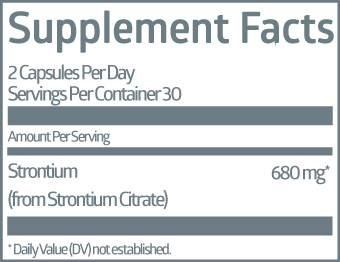 Supplement Facts
2 Capsules Per Day
Servings Per Container 30
Amount Per Serving
Strontium 680 mg*
(from Strontium Citrate)
* Daily Value (DV) not established.